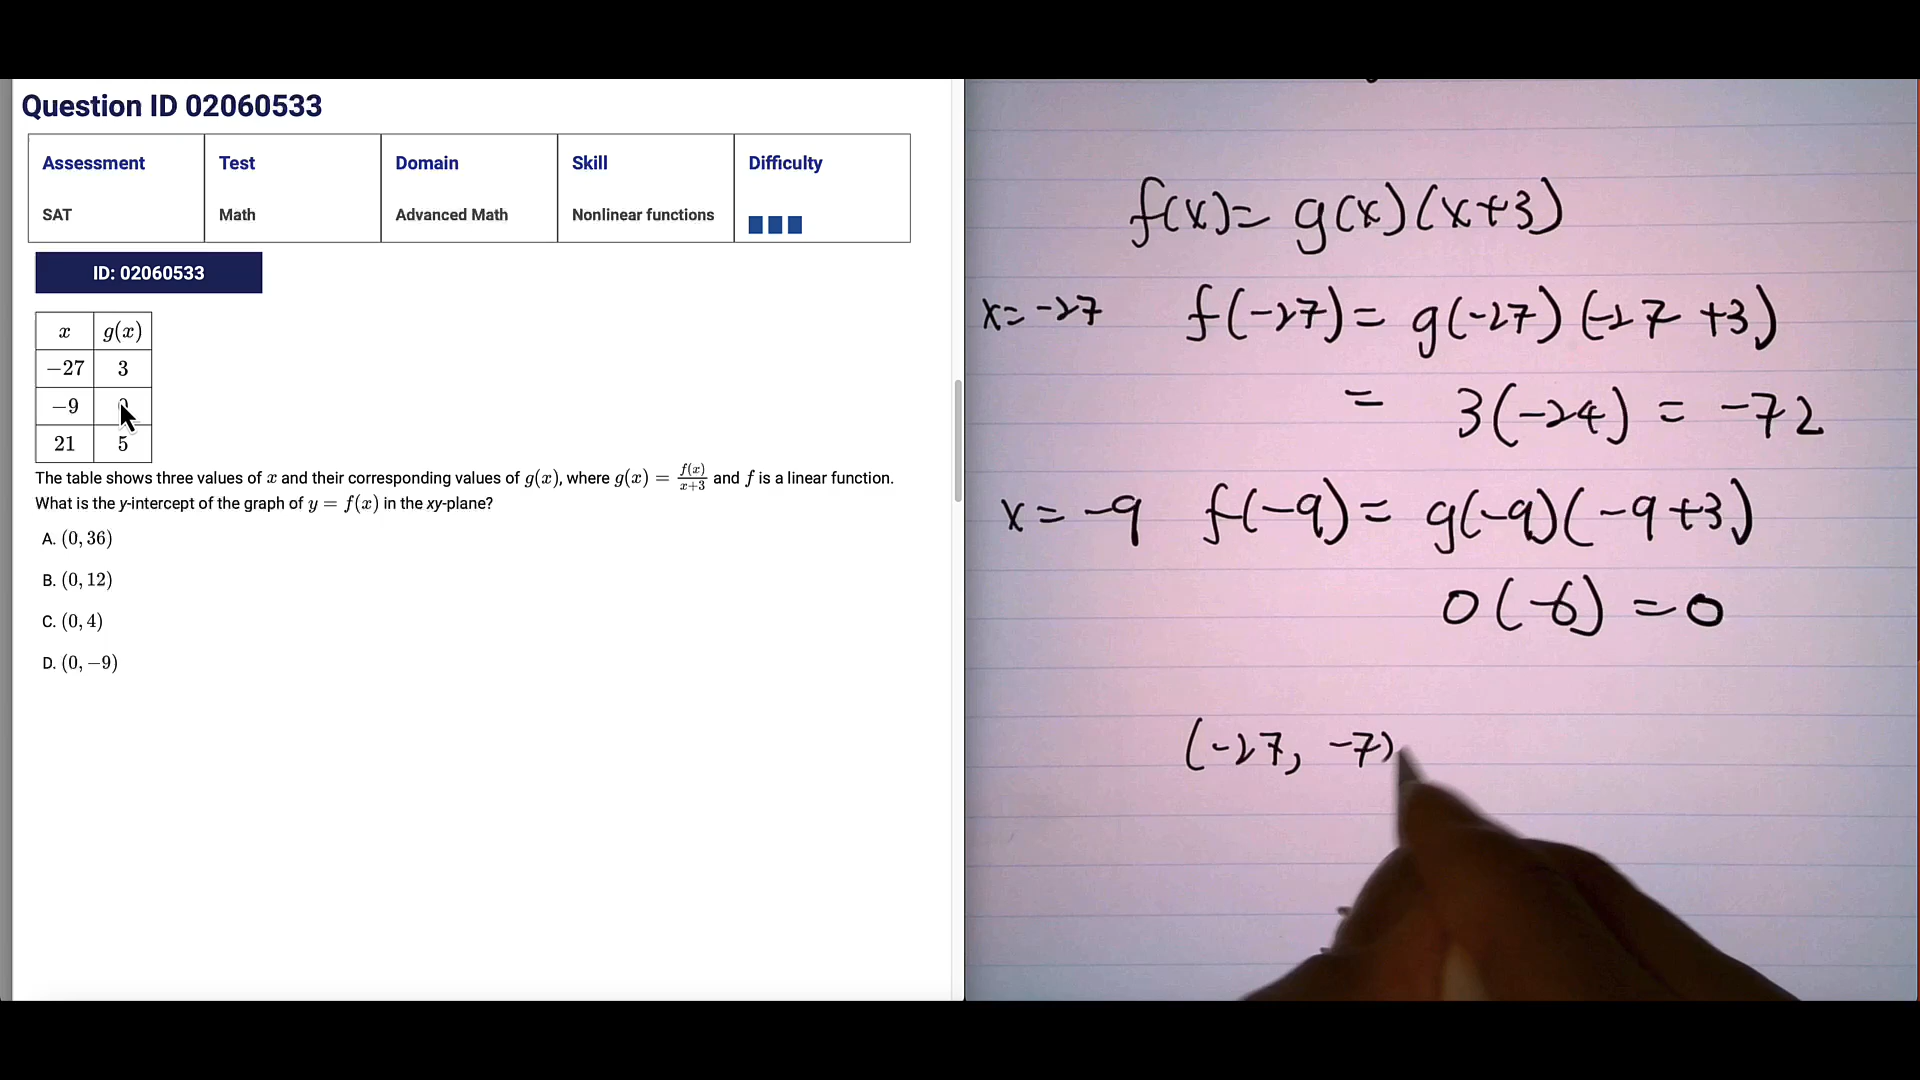 Question ID 02060533
Assessment Test Domain Skill Difficulty
SAT Math Advanced Math Nonlinear functions
ID: 02060533
x g(x)
−27 3
−9
21 5
The table shows three values of x and their corresponding values of g(x), where g(x) = f(x)/x+3 and f is a linear function.
What is the y-intercept of the graph of y = f(x) in the xy-plane?
A. (0, 36)
B. (0, 12)
C. (0, 4)
D. (0, −9)
f(x) = g(x)(x+3)
x = -27 f(-27) = g(-27)(-27 +3)
= 3(-24) = -72
x = -9 f(-9) = g(-9)(-9+3)
0(-6) = 0
(-27, -7